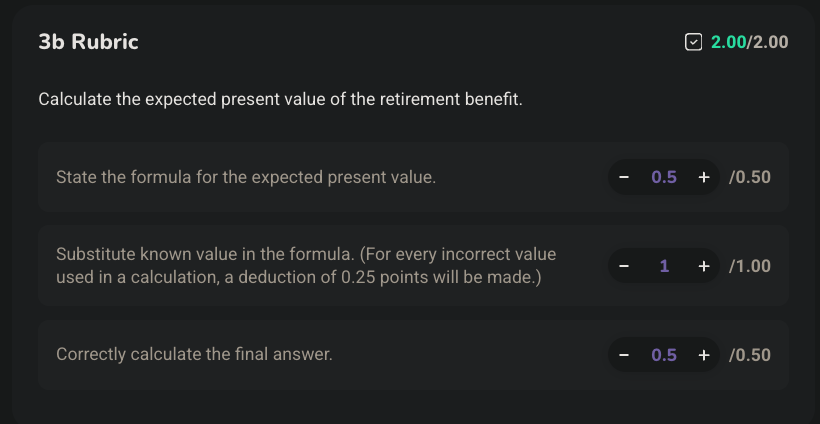 3b Rubric
2.00/2.00
Calculate the expected present value of the retirement benefit.
State the formula for the expected present value.
− 0.5 + /0.50
Substitute known value in the formula. (For every incorrect value
used in a calculation, a deduction of 0.25 points will be made.)
− 1 + /1.00
Correctly calculate the final answer.
− 0.5 + /0.50